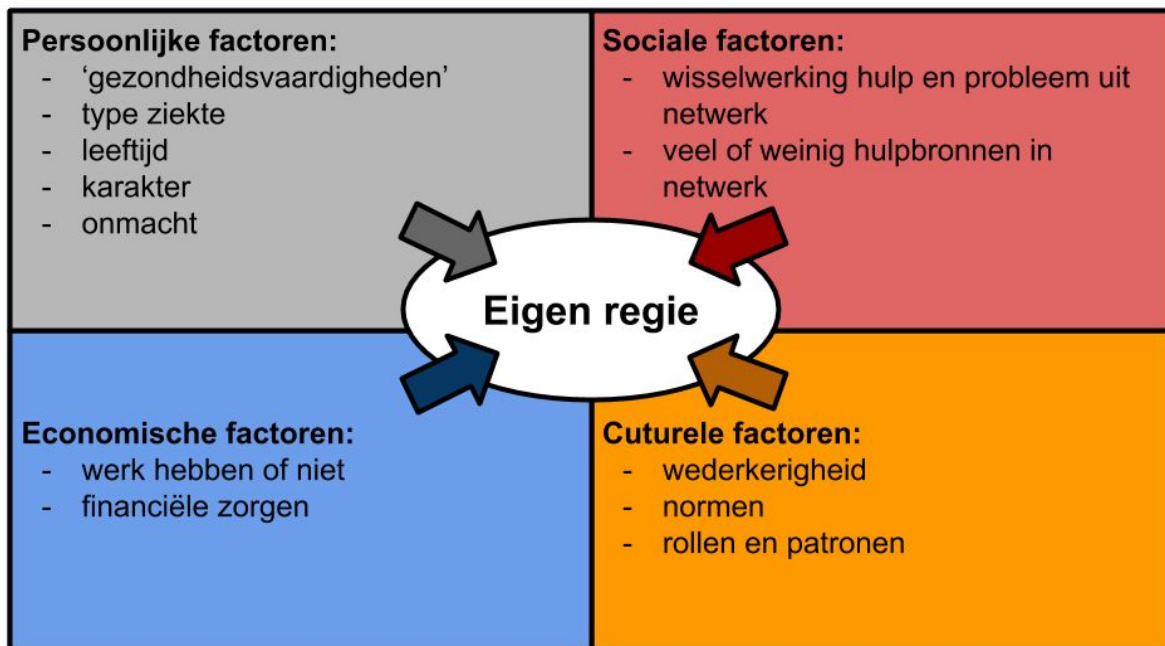 Persoonlijke factoren:
- ‘gezondheidsvaardigheden’
- type ziekte
- leeftijd
- karakter
- onmacht
Sociale factoren:
- wisselwerking hulp en probleem uit
netwerk
- veel of weinig hulpbronnen in
netwerk
Eigen regie
Economische factoren:
- werk hebben of niet
- financiële zorgen
Cuturele factoren:
- wederkerigheid
- normen
- rollen en patronen